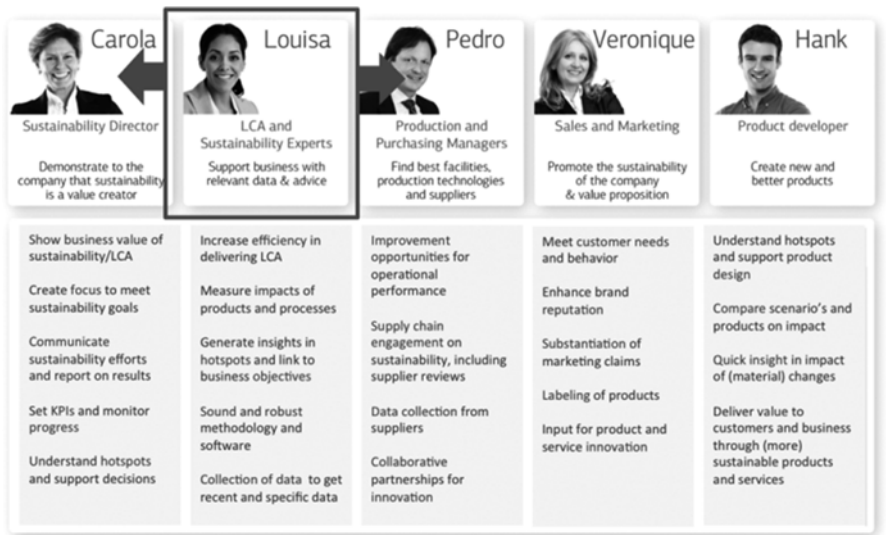 Carola
Sustainability Director
Demonstrate to the
company that sustainability
is a value creator
Louisa
LCA and
Sustainability Experts
Support business with
relevant data & advice
Pedro
Production and
Purchasing Managers
Find best facilities,
production technologies
and suppliers
Veronique
Sales and Marketing
Promote the sustainability
of the company
& value proposition
Hank
Product developer
Create new and
better products
Show business value of
sustainability/LCA
Create focus to meet
sustainability goals
Communicate
sustainability efforts
and report on results
Set KPIs and monitor
progress
Understand hotspots
and support decisions
Increase efficiency in
delivering LCA
Measure impacts of
products and processes
Generate insights in
hotspots and link to
business objectives
Sound and robust
methodology and
software
Collection of data to get
recent and specific data
Improvement
opportunities for
operational
performance
Supply chain
engagement on
sustainability, including
supplier reviews
Data collection from
suppliers
Collaborative
partnerships for
innovation
Meet customer needs
and behavior
Enhance brand
reputation
Substantiation of
marketing claims
Labeling of products
Input for product and
service innovation
Understand hotspots
and support product
design
Compare scenario's and
products on impact
Quick insight in impact
of (material) changes
Deliver value to
customers and business
through (more)
sustainable products
and services